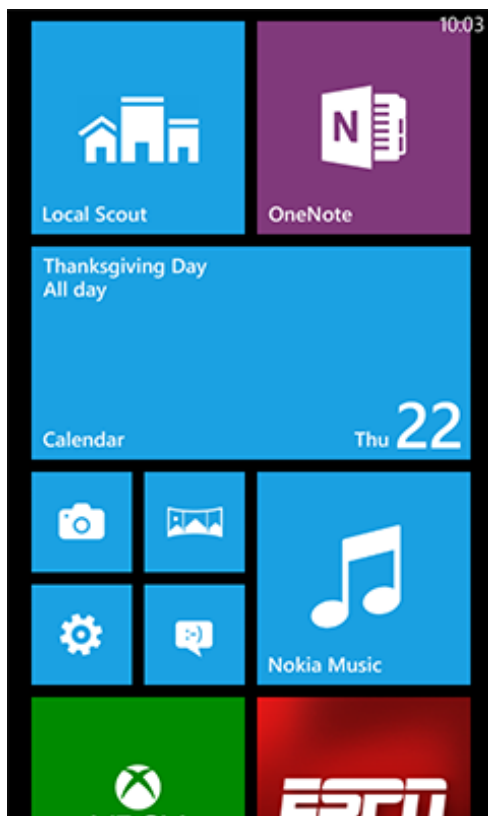 10:03
Local Scout
OneNote
N
Thanksgiving Day
All day
Calendar
Thu 22
:-)
Nokia Music
ESPN